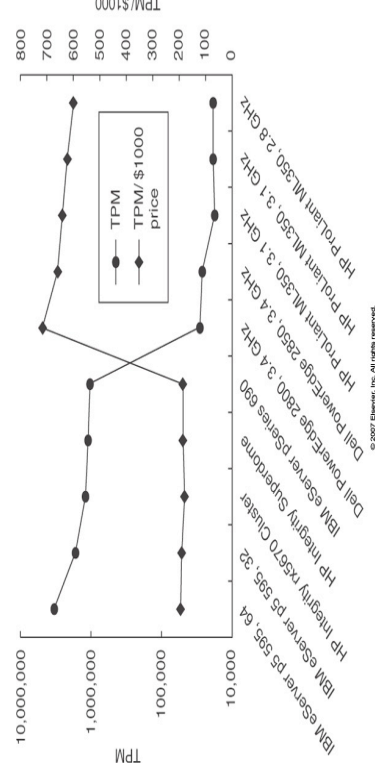 TPM
10,000,000
1,000,000
100,000
10,000
TPM/$1000
800
700
600
500
400
300
200
100
0
TPM
TPM/ $1000
price
IBM eServer p5 595, 64
IBM eServer p5 595, 32
HP Integrity rx5670 Cluster
HP Integrity Superdome
IBM eServer pSeries 690
Dell PowerEdge 2800, 3.4 GHz
Dell PowerEdge 2850, 3.4 GHz
HP ProLiant ML350, 3.1 GHz
HP ProLiant ML350, 3.1 GHz
HP ProLiant ML350, 2.8 GHz
© 2007 Elsevier, Inc. All rights reserved.